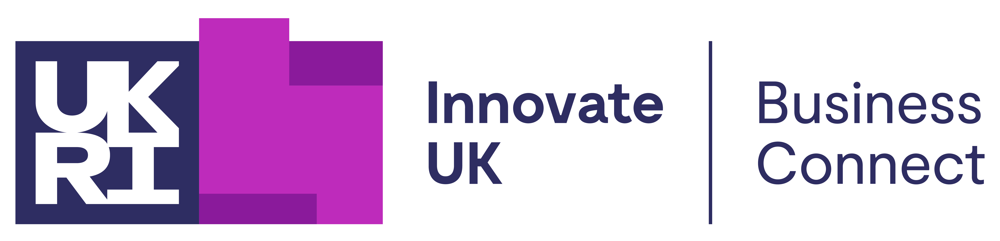 UK
RI
Innovate
UK
Business
Connect